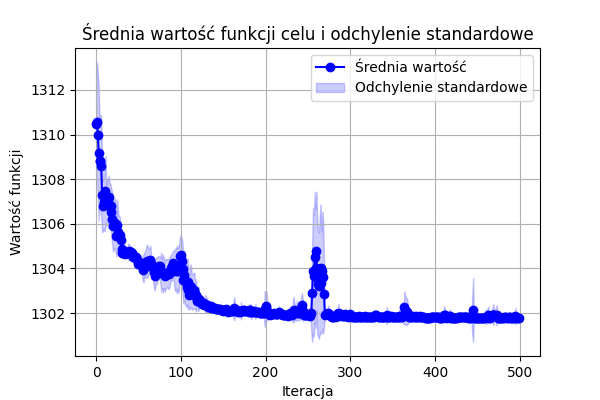 Średnia wartość funkcji celu i odchylenie standardowe
Średnia wartość
Odchylenie standardowe
Wartość funkcji
1312
1310
1308
1306
1304
1302
0 100 200 300 400 500
Iteracja